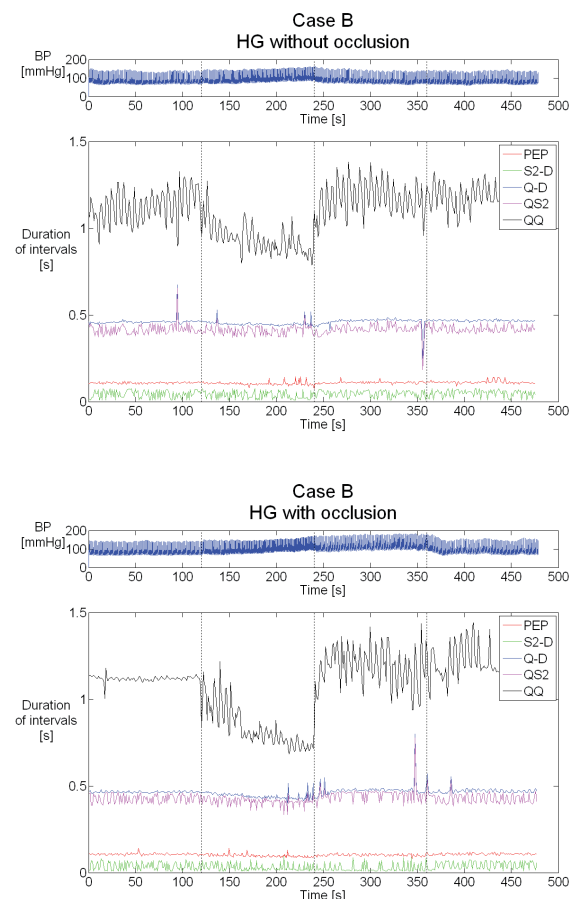 Case B
HG without occlusion
BP
[mmHg]
200
100
0
0 50 100 150 200 250 300 350 400 450 500
Time [s]
1.5
1
0.5
0
Duration
of intervals
[s]
PEP
S2-D
Q-D
QS2
QQ
0 50 100 150 200 250 300 350 400 450 500
Time [s]
Case B
HG with occlusion
BP
[mmHg]
200
100
0
0 50 100 150 200 250 300 350 400 450 500
Time [s]
1.5
1
0.5
0
Duration
of intervals
[s]
PEP
S2-D
Q-D
QS2
QQ
0 50 100 150 200 250 300 350 400 450 500
Time [s]